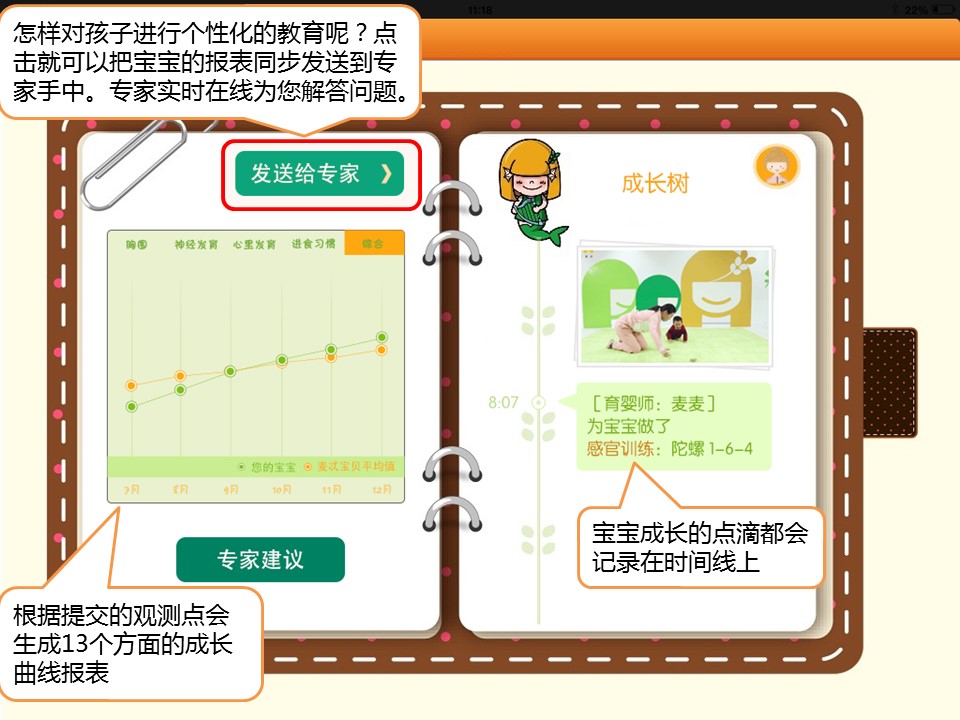 11:18
22%
怎样对孩子进行个性化的教育呢？点
击就可以把宝宝的报表同步发送到专
家手中。专家实时在线为您解答问题。
发送给专家 》
胸围 神经发育 心里发育 进食习惯 综合
您的宝宝 麦忒宝贝平均值
7月 8月 9月 10月 11月 12月
专家建议
根据提交的观测点会
生成13个方面的成长
曲线报表
成长树
8:07
［育婴师：麦麦］
为宝宝做了
感官训练：陀螺 1-6-4
宝宝成长的点滴都会
记录在时间线上